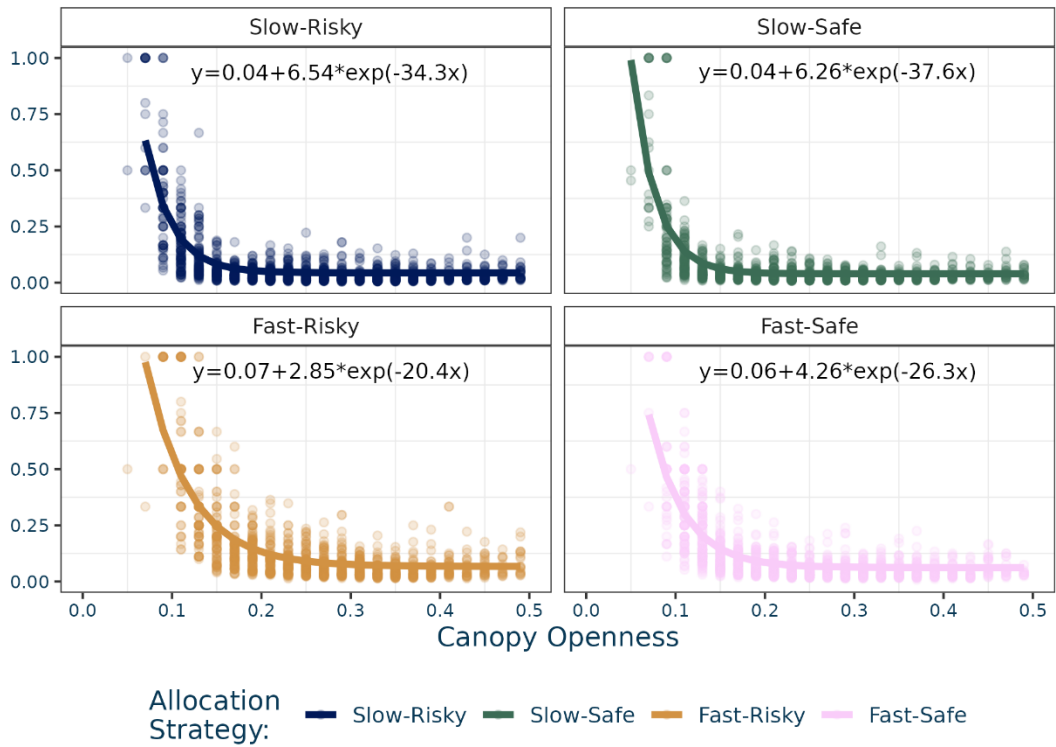 Slow-Risky
Slow-Safe
1.00
0.75
0.50
0.25
0.00
y=0.04+6.54*exp(-34.3x)
y=0.04+6.26*exp(-37.6x)
Fast-Risky
Fast-Safe
1.00
0.75
0.50
0.25
0.00
y=0.07+2.85*exp(-20.4x)
y=0.06+4.26*exp(-26.3x)
0.0 0.1 0.2 0.3 0.4 0.5
0.0 0.1 0.2 0.3 0.4 0.5
Canopy Openness
Allocation
Strategy:
Slow-Risky Slow-Safe Fast-Risky Fast-Safe